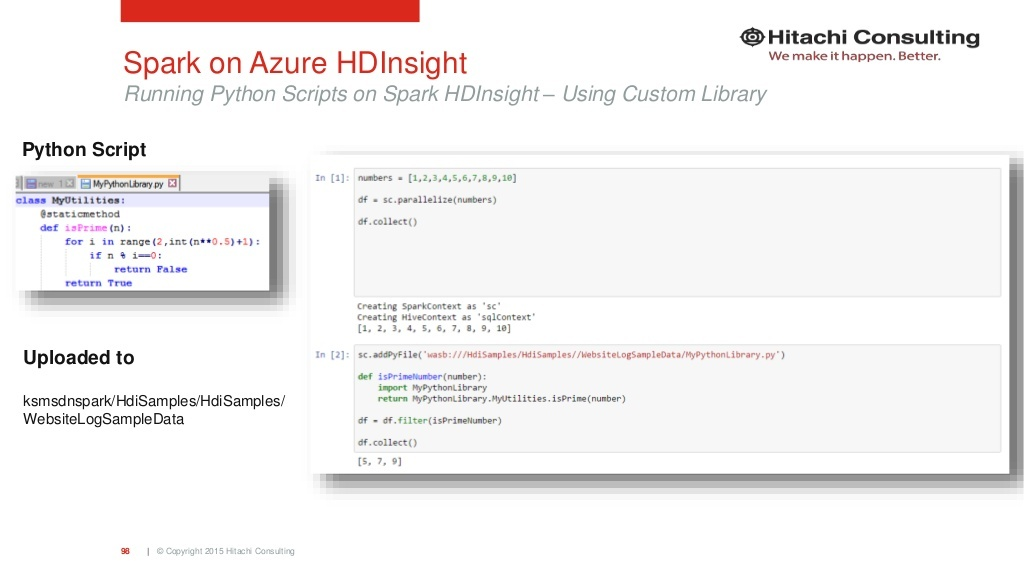 Hitachi Consulting
We make it happen. Better.
Spark on Azure HDInsight
Running Python Scripts on Spark HDInsight – Using Custom Library
Python Script
new 1
MyPythonLibrary.py
class MyUtilities:
@staticmethod
def isPrime(n):
for i in range(2,int(n**0.5)+1):
if n % i==0:
return False
return True
Uploaded to
ksmsdnspark/HdiSamples/HdiSamples/
WebsiteLogSampleData
In [1]: numbers = [1,2,3,4,5,6,7,8,9,10]
df = sc.parallelize(numbers)
df.collect()
Creating SparkContext as 'sc'
Creating HiveContext as 'sqlContext'
[1, 2, 3, 4, 5, 6, 7, 8, 9, 10]
In [2]: sc.addPyFile('wasb:///HdiSamples/HdiSamples//WebsiteLogSampleData/MyPythonLibrary.py')
def isPrimeNumber(number):
import MyPythonLibrary
return MyPythonLibrary.MyUtilities.isPrime(number)
df = df.filter(isPrimeNumber)
df.collect()
[5, 7, 9]
98 | © Copyright 2015 Hitachi Consulting